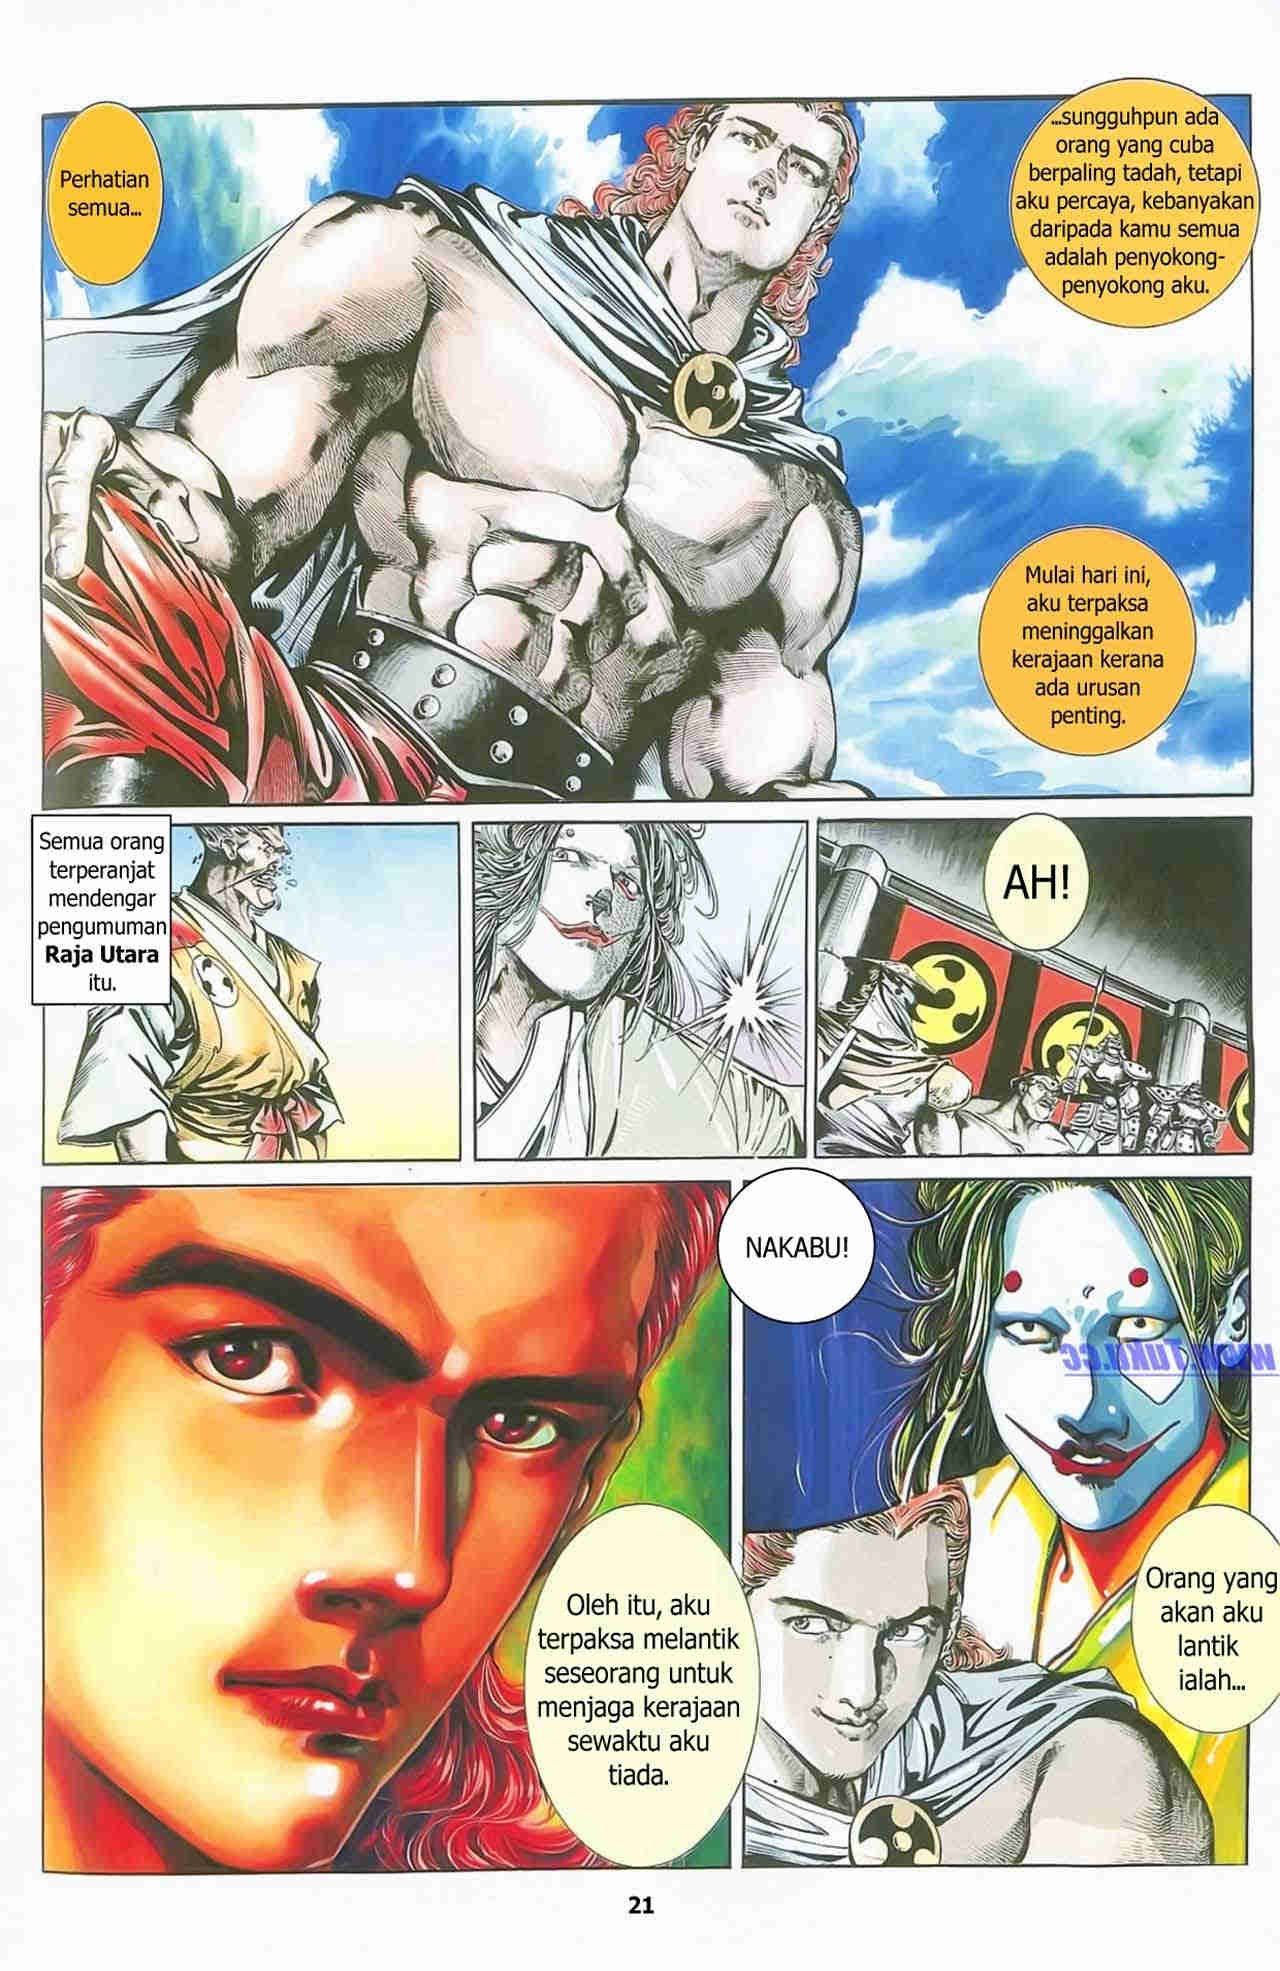 Perhatian
semua...
...sungguhpun ada
orang yang cuba
berpaling tadah, tetapi
aku percaya, kebanyakan
daripada kamu semua
adalah penyokong-
penyokong aku.
Mulai hari ini,
aku terpaksa
meninggalkan
kerajaan kerana
ada urusan
penting.
Semua orang
terperanjat
mendengar
pengumuman
Raja Utara
itu.
AH!
NAKABU!
Oleh itu, aku
terpaksa melantik
seseorang untuk
menjaga kerajaan
sewaktu aku
tiada.
www.Tuku.cc
Orang yang
akan aku
lantik
ialah...
21